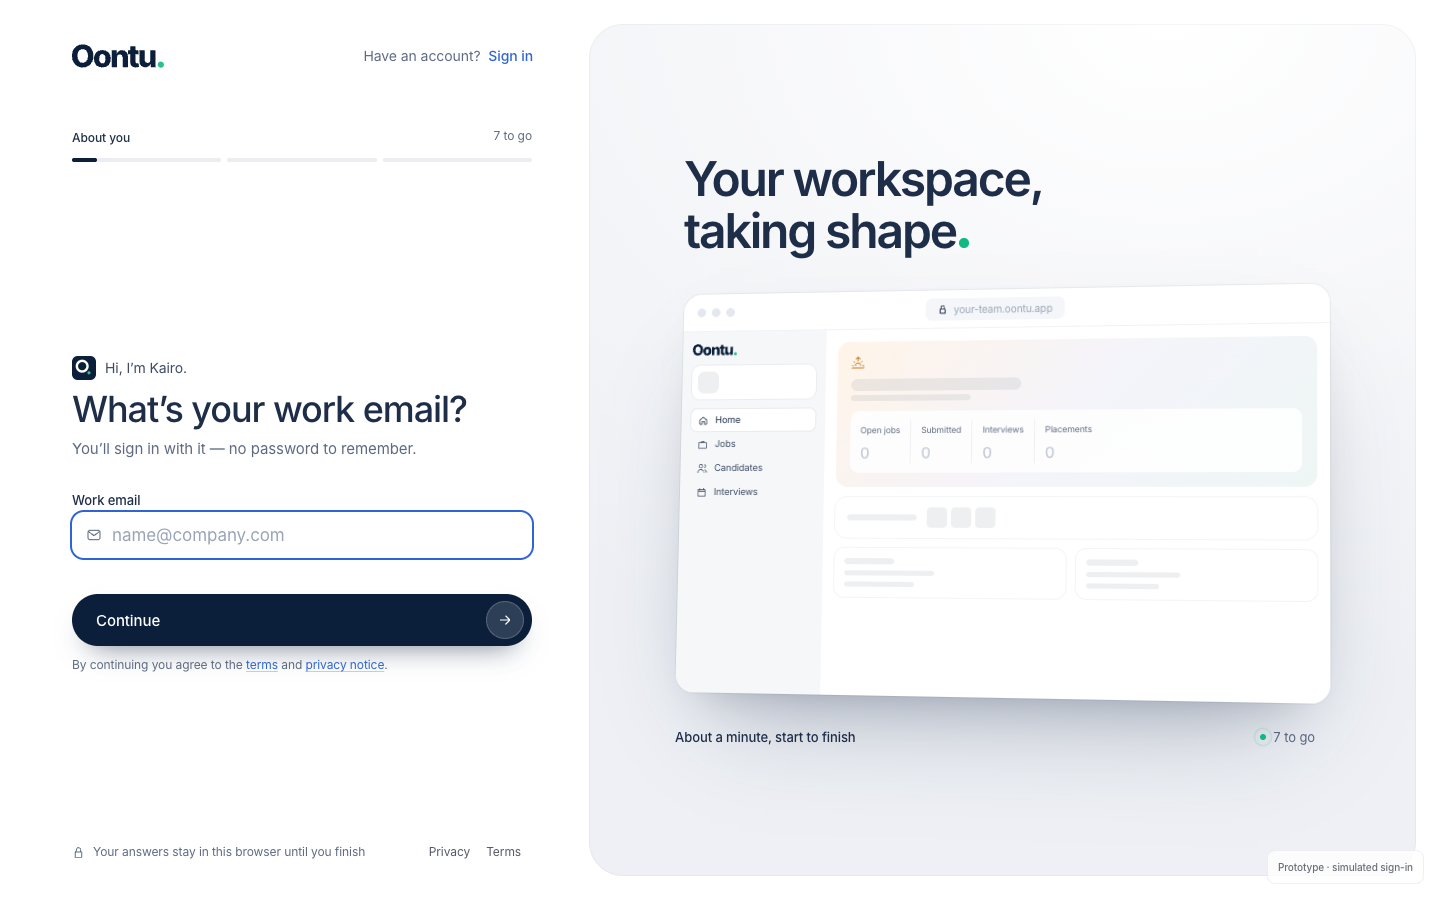 Oontu.
Have an account? Sign in
About you
7 to go
Hi, I’m Kairo.
What’s your work email?
You’ll sign in with it — no password to remember.
Work email
name@company.com
Continue
By continuing you agree to the terms and privacy notice.
Your answers stay in this browser until you finish
Privacy
Terms
Your workspace,
taking shape.
your-team.oontu.app
Oontu.
Home
Jobs
Candidates
Interviews
Open jobs
Submitted
Interviews
Placements
0
0
0
0
About a minute, start to finish
7 to go
Prototype · simulated sign-in